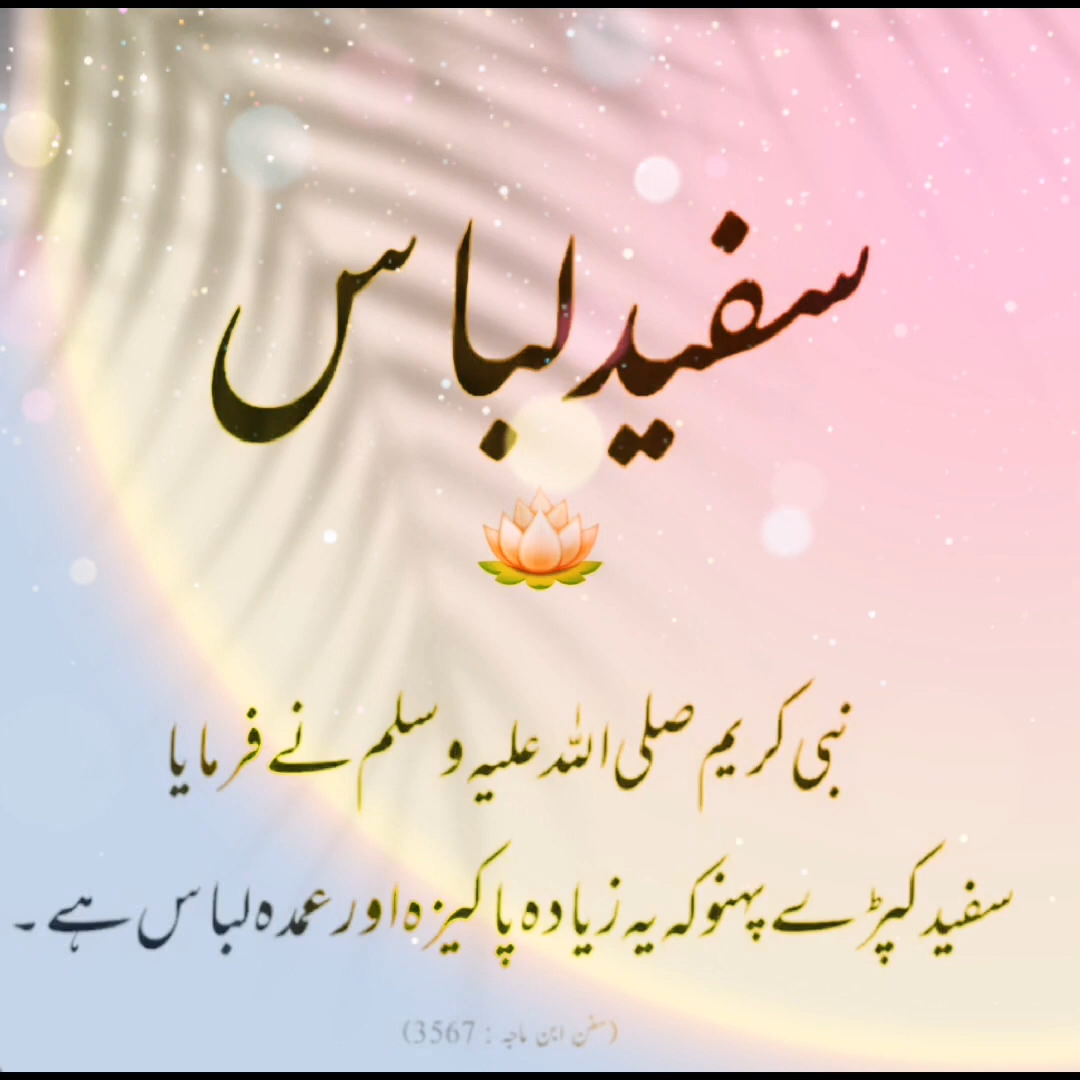 سفید لباس
نبی کریم صلی اللہ علیہ وسلم نے فرمایا
سفید کپڑے پہنو کہ یہ زیادہ پاکیزہ اور عمدہ لباس ہے ۔
(سنن ابن ماجہ : 3567)